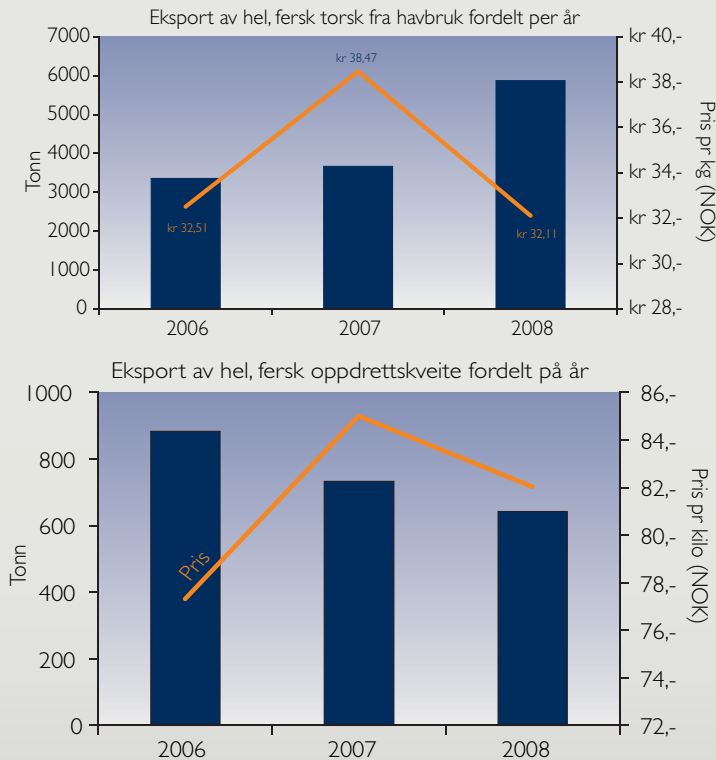 Eksport av hel, fersk torsk fra havbruk fordelt per år
7000
6000
5000
4000
3000
2000
1000
0
Tonn
kr 38,47
kr 32,51
kr 32,11
kr 40,-
kr 38,-
kr 36,-
kr 34,-
kr 32,-
kr 30,-
kr 28,-
Pris pr kg (NOK)
2006 2007 2008
Eksport av hel, fersk oppdrettskveite fordelt på år
1000
800
600
400
200
0
Tonn
Pris
86,-
84,-
82,-
80,-
78,-
76,-
74,-
72,-
Pris pr kilo (NOK)
2006 2007 2008